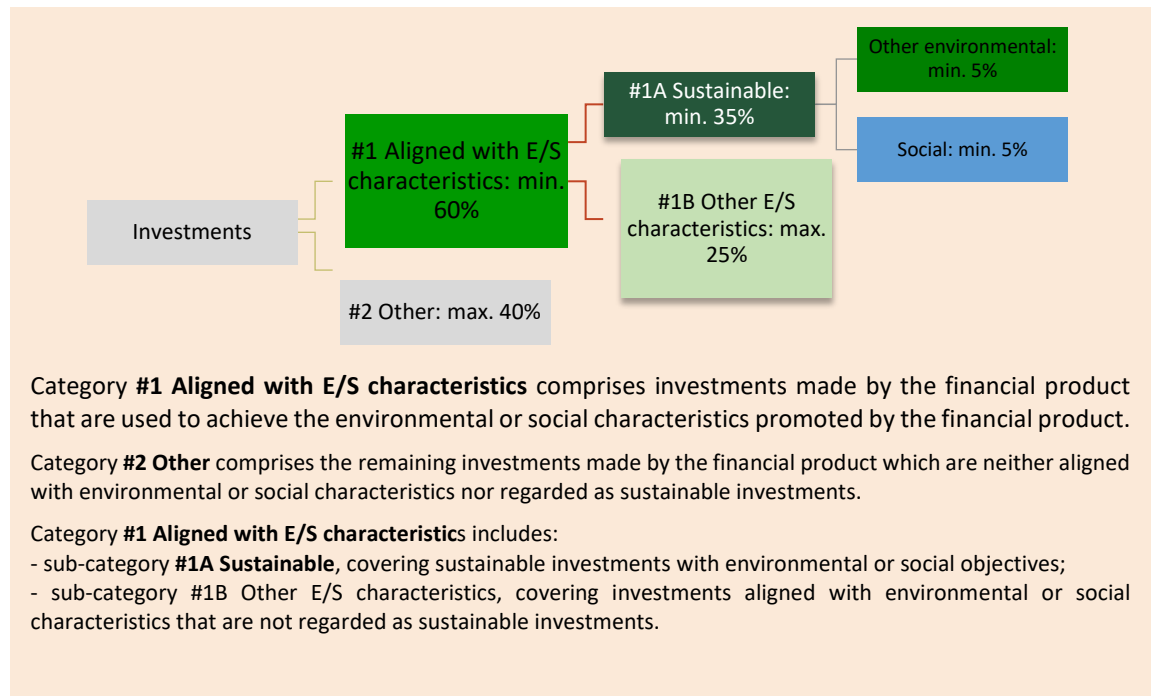 Other environmental:
min. 5%
#1A Sustainable:
min. 35%
#1 Aligned with E/S
characteristics: min.
60%
Social: min. 5%
#1B Other E/S
characteristics: max.
25%
Investments
#2 Other: max. 40%
Category #1 Aligned with E/S characteristics comprises investments made by the financial product
that are used to achieve the environmental or social characteristics promoted by the financial product.
Category #2 Other comprises the remaining investments made by the financial product which are neither aligned
with environmental or social characteristics nor regarded as sustainable investments.
Category #1 Aligned with E/S characteristics includes:
- sub-category #1A Sustainable, covering sustainable investments with environmental or social objectives;
- sub-category #1B Other E/S characteristics, covering investments aligned with environmental or social
characteristics that are not regarded as sustainable investments.